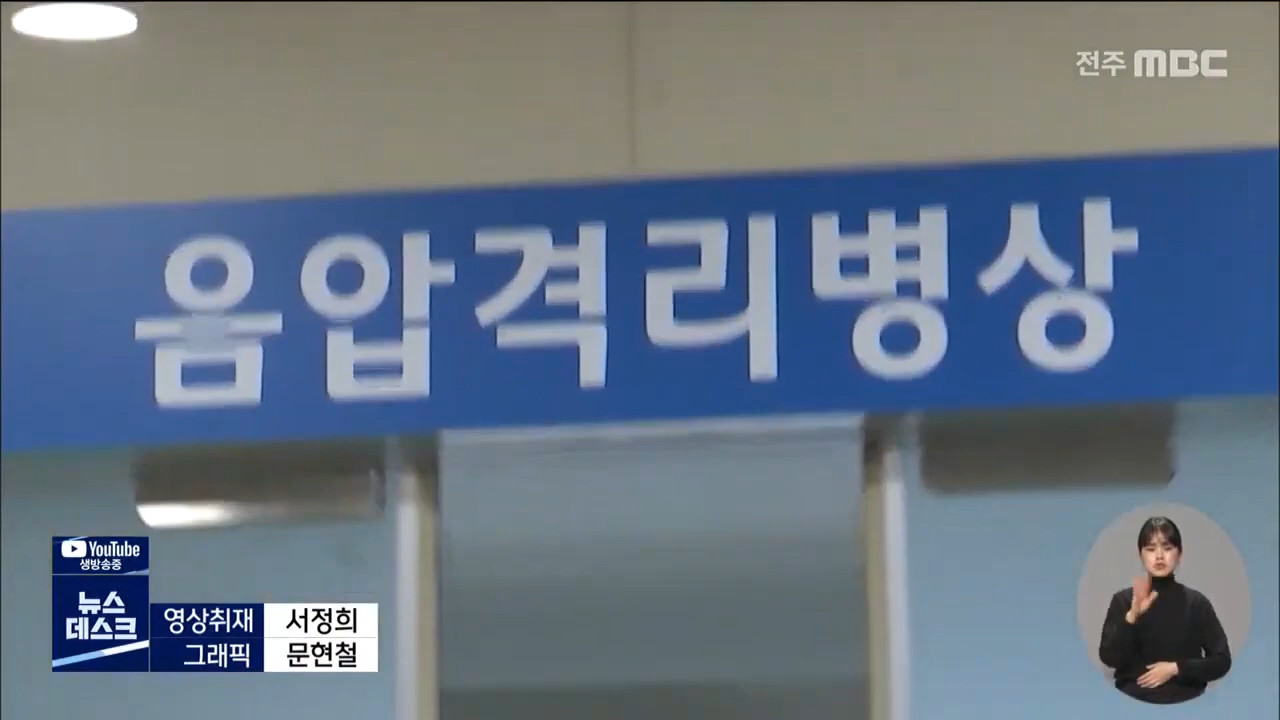 전주 MBC
음압격리병상
YouTube
생방송중
뉴스
데스크
영상취재 서정희
그래픽 문현철